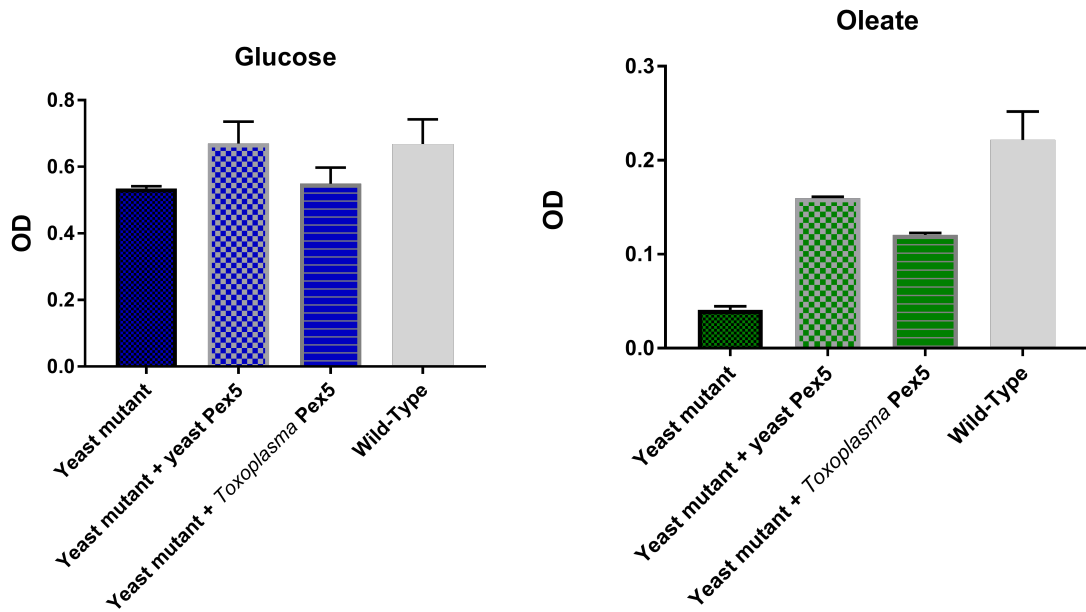 Glucose
OD
0.8
0.6
0.4
0.2
0.0
Yeast mutant
Yeast mutant + yeast Pex5
Yeast mutant + Toxoplasma Pex5
Wild-Type
Oleate
OD
0.3
0.2
0.1
0.0
Yeast mutant
Yeast mutant + yeast Pex5
Yeast mutant + Toxoplasma Pex5
Wild-Type